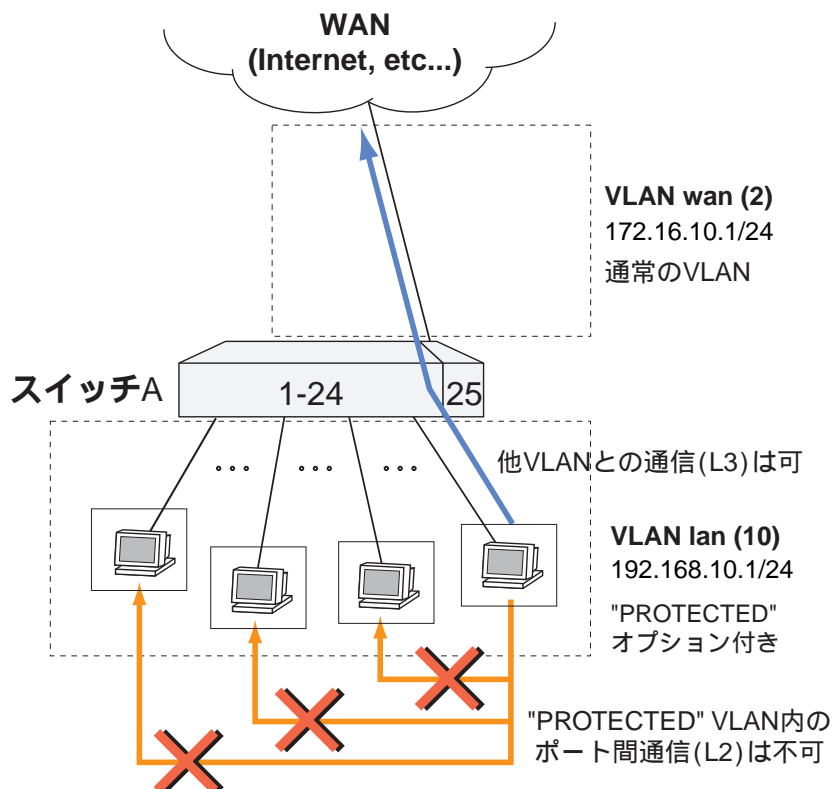 WAN
(Internet, etc...)
VLAN wan (2)
172.16.10.1/24
通常のVLAN
スイッチA
1-24
25
他VLANとの通信(L3)は可
VLAN lan (10)
192.168.10.1/24
"PROTECTED"
オプション付き
"PROTECTED" VLAN内の
ポート間通信(L2)は不可